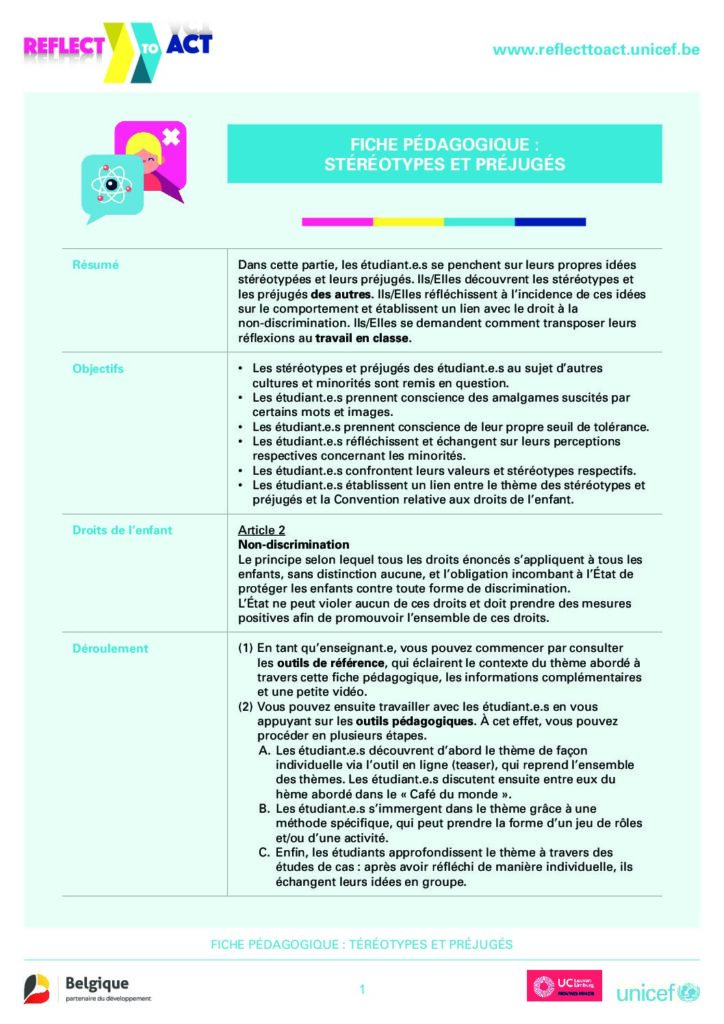 REFLECT TO ACT
www.reflecttoact.unicef.be
FICHE PÉDAGOGIQUE :
STÉRÉOTYPES ET PRÉJUGÉS
Résumé
Dans cette partie, les étudiant.e.s se penchent sur leurs propres idées
stéréotypées et leurs préjugés. Ils/Elles découvrent les stéréotypes et
les préjugés des autres. Ils/Elles réfléchissent à l’incidence de ces idées
sur le comportement et établissent un lien avec le droit à la
non-discrimination. Ils/Elles se demandent comment transposer leurs
réflexions au travail en classe.
Objectifs
• Les stéréotypes et préjugés des étudiant.e.s au sujet d’autres
cultures et minorités sont remis en question.
• Les étudiant.e.s prennent conscience des amalgames suscités par
certains mots et images.
• Les étudiant.e.s prennent conscience de leur propre seuil de tolérance.
• Les étudiant.e.s réfléchissent et échangent sur leurs perceptions
respectives concernant les minorités.
• Les étudiant.e.s confrontent leurs valeurs et stéréotypes respectifs.
• Les étudiant.e.s établissent un lien entre le thème des stéréotypes et
préjugés et la Convention relative aux droits de l’enfant.
Droits de l’enfant
Article 2
Non-discrimination
Le principe selon lequel tous les droits énoncés s’appliquent à tous les
enfants, sans distinction aucune, et l’obligation incombant à l’État de
protéger les enfants contre toute forme de discrimination.
L’État ne peut violer aucun de ces droits et doit prendre des mesures
positives afin de promouvoir l’ensemble de ces droits.
Déroulement
(1) En tant qu’enseignant.e, vous pouvez commencer par consulter
les outils de référence, qui éclairent le contexte du thème abordé à
travers cette fiche pédagogique, les informations complémentaires
et une petite vidéo.
(2) Vous pouvez ensuite travailler avec les étudiant.e.s en vous
appuyant sur les outils pédagogiques. À cet effet, vous pouvez
procéder en plusieurs étapes.
A. Les étudiant.e.s découvrent d’abord le thème de façon
individuelle via l’outil en ligne (teaser), qui reprend l’ensemble
des thèmes. Les étudiant.e.s discutent ensuite entre eux du
hème abordé dans le « Café du monde ».
B. Les étudiant.e.s s’immergent dans le thème grâce à une
méthode spécifique, qui peut prendre la forme d’un jeu de rôles
et/ou d’une activité.
C. Enfin, les étudiants approfondissent le thème à travers des
études de cas : après avoir réfléchi de manière individuelle, ils
échangent leurs idées en groupe.
FICHE PÉDAGOGIQUE : TÉRÉOTYPES ET PRÉJUGÉS
Belgique
partenaire du développement
1
UC Leuven
Limburg
unicef